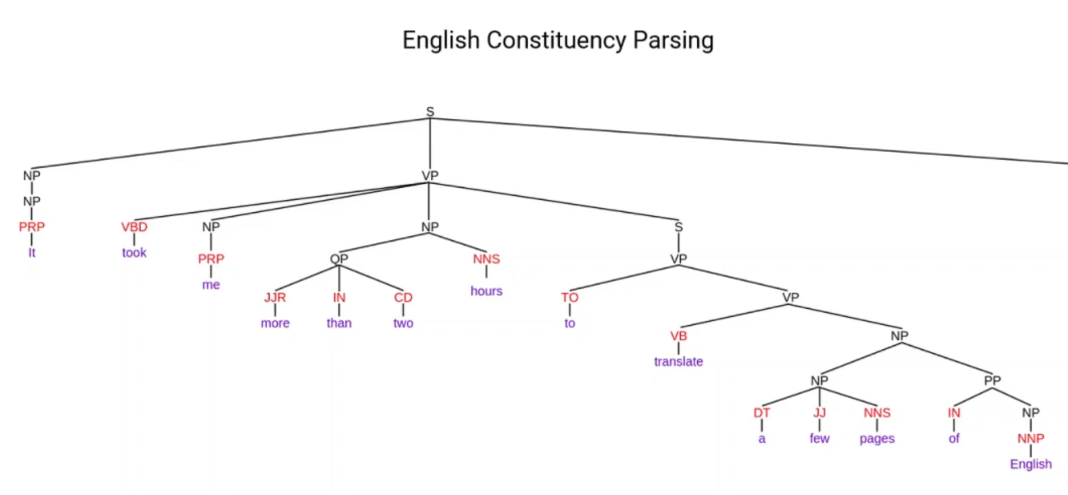 English Constituency Parsing
S
NP VP
NP
PRP VBD NP NP S
It took PRP QP NNS VP
me hours
JJR IN CD TO VP
more than two to
VB NP
translate
NP PP
DT JJ NNS IN NP
a few pages of NNP
English